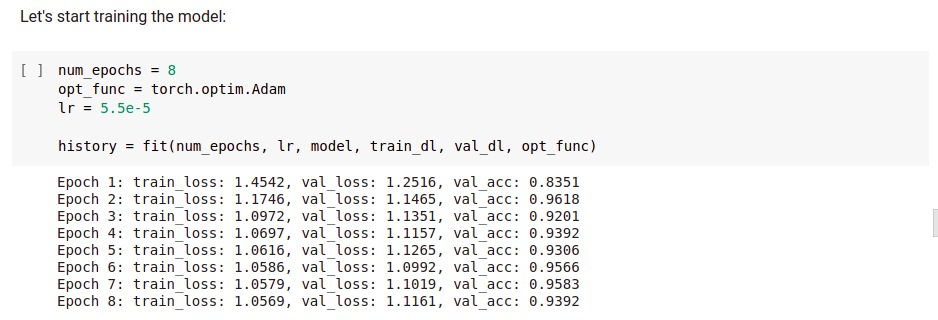 Let's start training the model:
[ ] num_epochs = 8
opt_func = torch.optim.Adam
lr = 5.5e-5
history = fit(num_epochs, lr, model, train_dl, val_dl, opt_func)
Epoch 1: train_loss: 1.4542, val_loss: 1.2516, val_acc: 0.8351
Epoch 2: train_loss: 1.1746, val_loss: 1.1465, val_acc: 0.9618
Epoch 3: train_loss: 1.0972, val_loss: 1.1351, val_acc: 0.9201
Epoch 4: train_loss: 1.0697, val_loss: 1.1157, val_acc: 0.9392
Epoch 5: train_loss: 1.0616, val_loss: 1.1265, val_acc: 0.9306
Epoch 6: train_loss: 1.0586, val_loss: 1.0992, val_acc: 0.9566
Epoch 7: train_loss: 1.0579, val_loss: 1.1019, val_acc: 0.9583
Epoch 8: train_loss: 1.0569, val_loss: 1.1161, val_acc: 0.9392